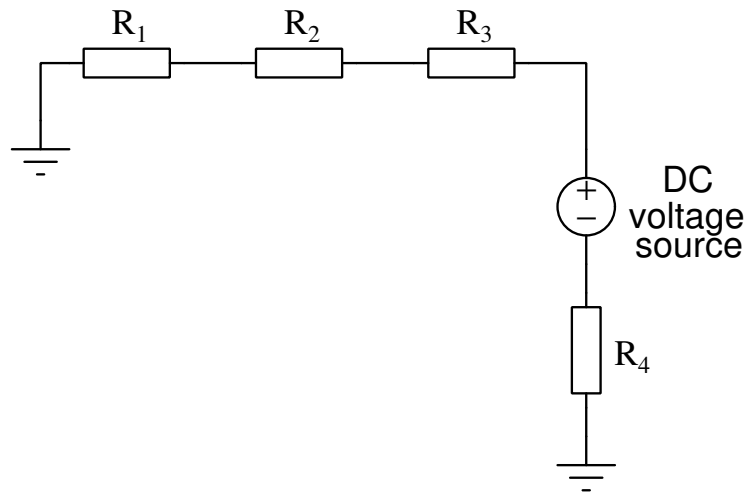 R₁
R₂
R₃
+
−
DC
voltage
source
R₄